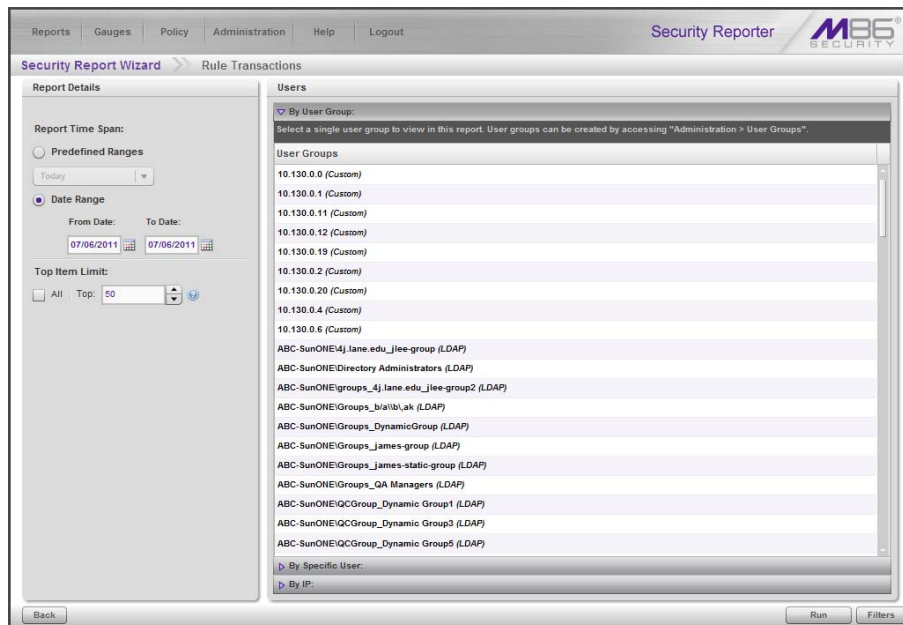 Reports Gauges Policy Administration Help Logout
Security Reporter
M86®
SECURITY
Security Report Wizard Rule Transactions
Report Details
Report Time Span:
Predefined Ranges
Today
Date Range
From Date: To Date:
07/06/2011 07/06/2011
Top Item Limit:
All Top: 50
Users
By User Group:
Select a single user group to view in this report. User groups can be created by accessing "Administration > User Groups".
User Groups
10.130.0.0 (Custom)
10.130.0.1 (Custom)
10.130.0.11 (Custom)
10.130.0.12 (Custom)
10.130.0.19 (Custom)
10.130.0.2 (Custom)
10.130.0.20 (Custom)
10.130.0.4 (Custom)
10.130.0.6 (Custom)
ABC-SunONE\4j.lane.edu_jlee-group (LDAP)
ABC-SunONE\Directory Administrators (LDAP)
ABC-SunONE\groups_4j.lane.edu_jlee-group2 (LDAP)
ABC-SunONE\Groups_b/a\\b\,ak (LDAP)
ABC-SunONE\Groups_DynamicGroup (LDAP)
ABC-SunONE\Groups_james-group (LDAP)
ABC-SunONE\Groups_james-static-group (LDAP)
ABC-SunONE\Groups_QA Managers (LDAP)
ABC-SunONE\QCGroup_Dynamic Group1 (LDAP)
ABC-SunONE\QCGroup_Dynamic Group3 (LDAP)
ABC-SunONE\QCGroup_Dynamic Group5 (LDAP)
By Specific User:
By IP:
Back Run Filters